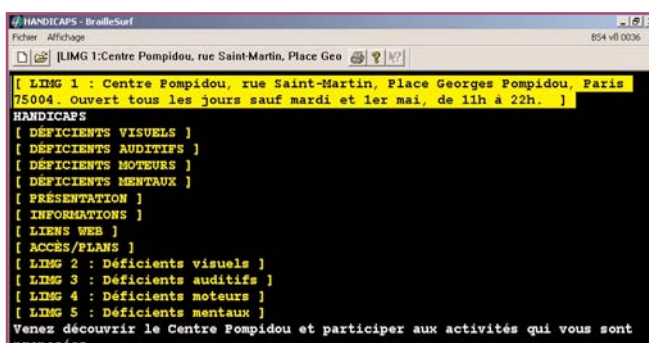 HANDICAPS - BrailleSurf
Fichier Affichage
BS4 v8 0036
[LIMG 1:Centre Pompidou, rue Saint-Martin, Place Geo
[ LIMG 1 : Centre Pompidou, rue Saint-Martin, Place Georges Pompidou, Paris
75004. Ouvert tous les jours sauf mardi et 1er mai, de 11h à 22h. ]
HANDICAPS
[ DÉFICIENTS VISUELS ]
[ DÉFICIENTS AUDITIFS ]
[ DÉFICIENTS MOTEURS ]
[ DÉFICIENTS MENTAUX ]
[ PRÉSENTATION ]
[ INFORMATIONS ]
[ LIENS WEB ]
[ ACCÈS/PLANS ]
[ LIMG 2 : Déficients visuels ]
[ LIMG 3 : Déficients auditifs ]
[ LIMG 4 : Déficients moteurs ]
[ LIMG 5 : Déficients mentaux ]
Venez découvrir le Centre Pompidou et participer aux activités qui vous sont